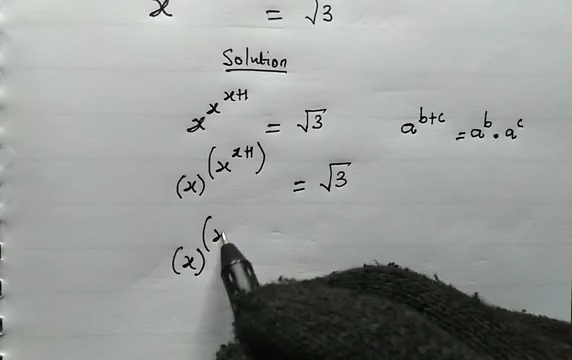 x = √3
Solution
x^{x^{x+1}} = √3 a^{b+c} = a^b · a^c
(x)^{(x^{x+1})} = √3
(x)^{(x